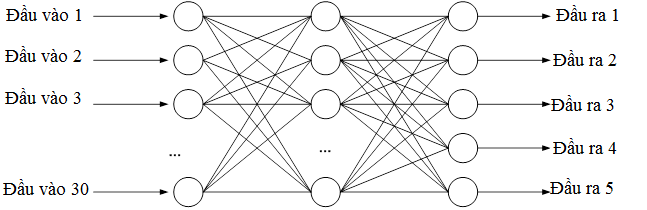 Đầu vào 1
Đầu vào 2
Đầu vào 3
...
Đầu vào 30
...
Đầu ra 1
Đầu ra 2
Đầu ra 3
Đầu ra 4
Đầu ra 5